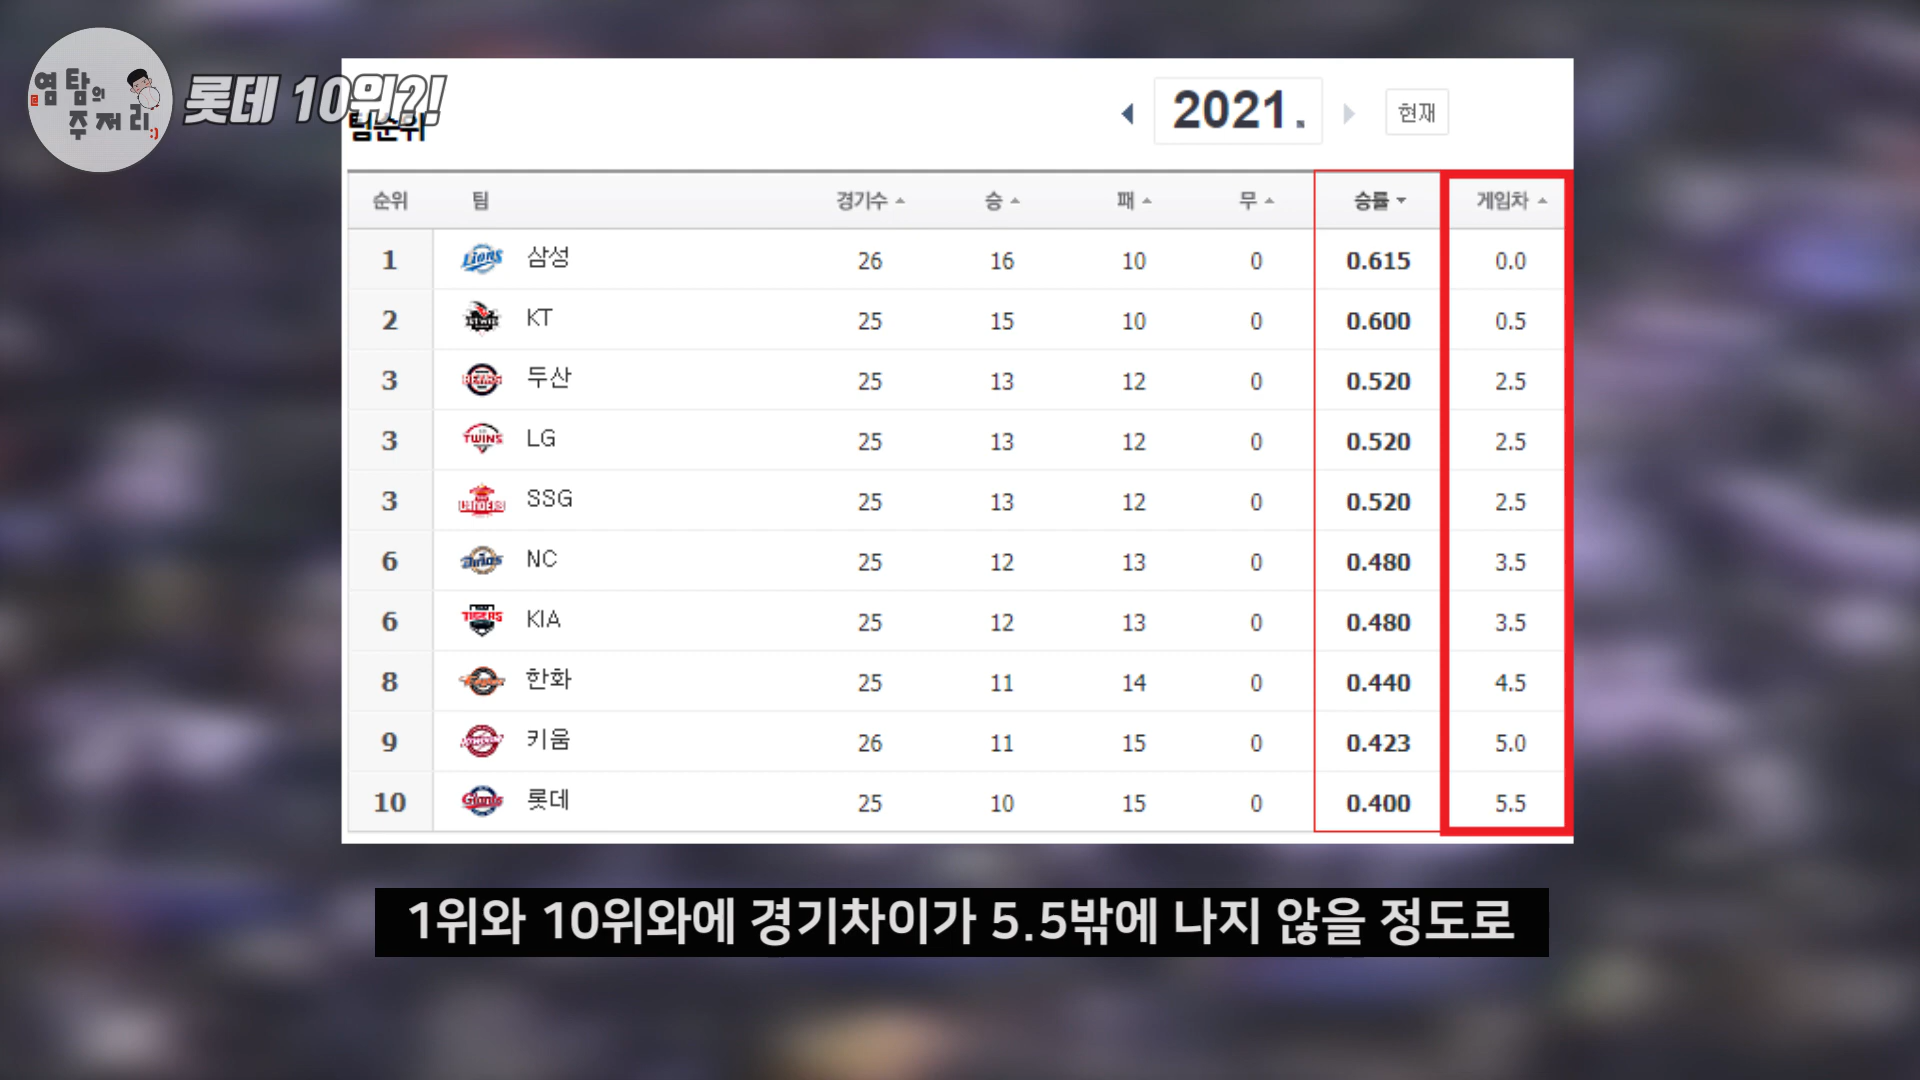 염탐의
주저리:)
롯데 10위?!
팀순위
2021.
현재
순위 팀 경기수 승 패 무 승률 게임차
1 Lions 삼성 26 16 10 0 0.615 0.0
2 KT 25 15 10 0 0.600 0.5
3 BEARS 두산 25 13 12 0 0.520 2.5
3 TWINS LG 25 13 12 0 0.520 2.5
3 LANDERS SSG 25 13 12 0 0.520 2.5
6 NC 25 12 13 0 0.480 3.5
6 TIGERS KIA 25 12 13 0 0.480 3.5
8 한화 25 11 14 0 0.440 4.5
9 키움 26 11 15 0 0.423 5.0
10 Giants 롯데 25 10 15 0 0.400 5.5
1위와 10위와에 경기차이가 5.5밖에 나지 않을 정도로